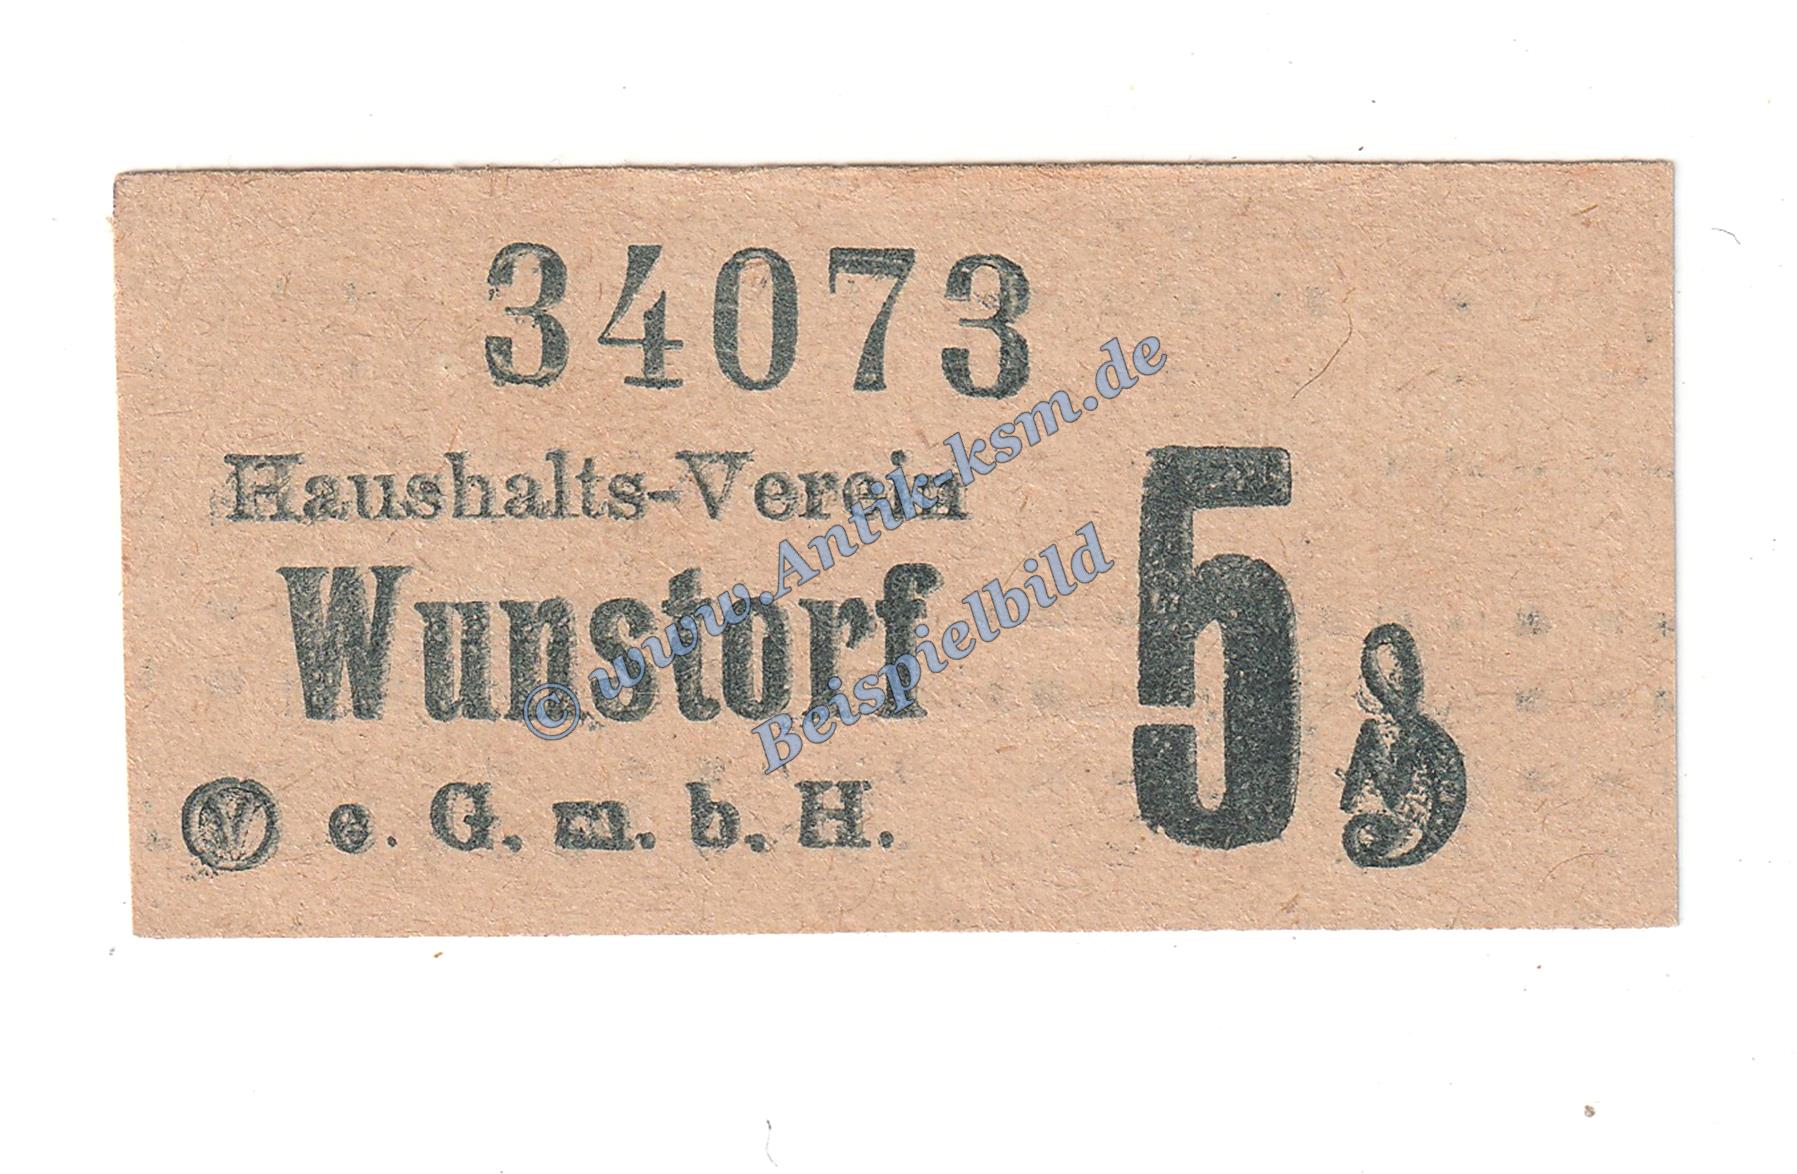 34073
Haushalts-Verein
Wunstorf
Ⓥ e. G. m. b. H.
5 ₰
© www.Antik-ksm.de
Beispielbild